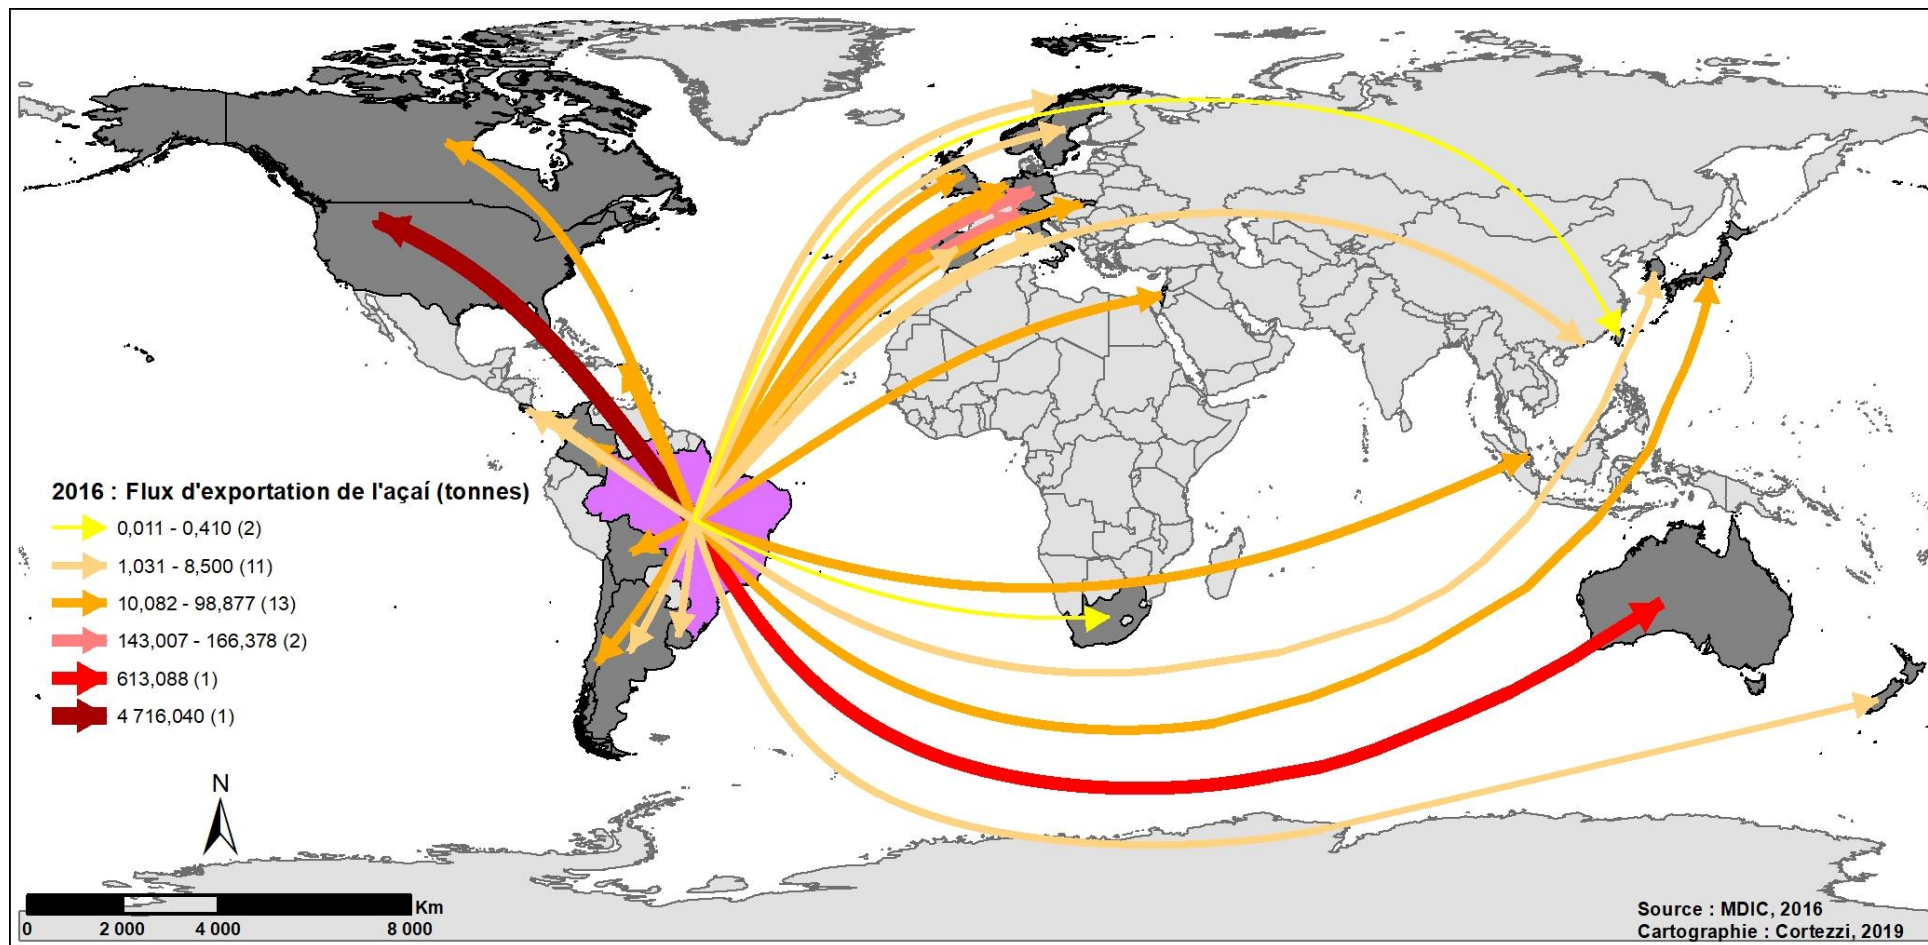 2016 : Flux d'exportation de l'açaí (tonnes)
0,011 - 0,410 (2)
1,031 - 8,500 (11)
10,082 - 98,877 (13)
143,007 - 166,378 (2)
613,088 (1)
4 716,040 (1)
N
Km
0 2 000 4 000 8 000
Source : MDIC, 2016
Cartographie : Cortezzi, 2019